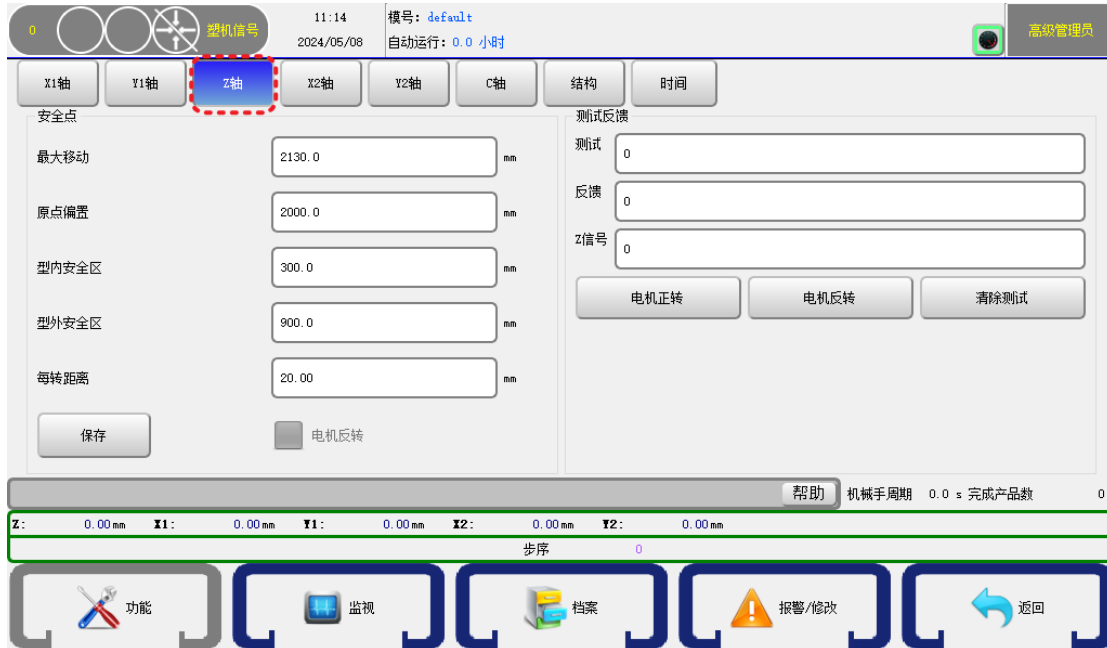 0 塑机信号 11:14 模号: default 高级管理员
2024/05/08 自动运行: 0.0 小时
X1轴 Y1轴 Z轴 X2轴 Y2轴 C轴 结构 时间
安全点 测试反馈
最大移动 2130.0 mm 测试 0
原点偏置 2000.0 mm 反馈 0
型内安全区 300.0 mm Z信号 0
电机正转 电机反转 清除测试
型外安全区 900.0 mm
每转距离 20.00 mm
保存 电机反转
帮助 机械手周期 0.0 s 完成产品数 0
Z: 0.00mm X1: 0.00mm Y1: 0.00mm X2: 0.00mm Y2: 0.00mm
步序 0
功能 监视 档案 报警/修改 返回